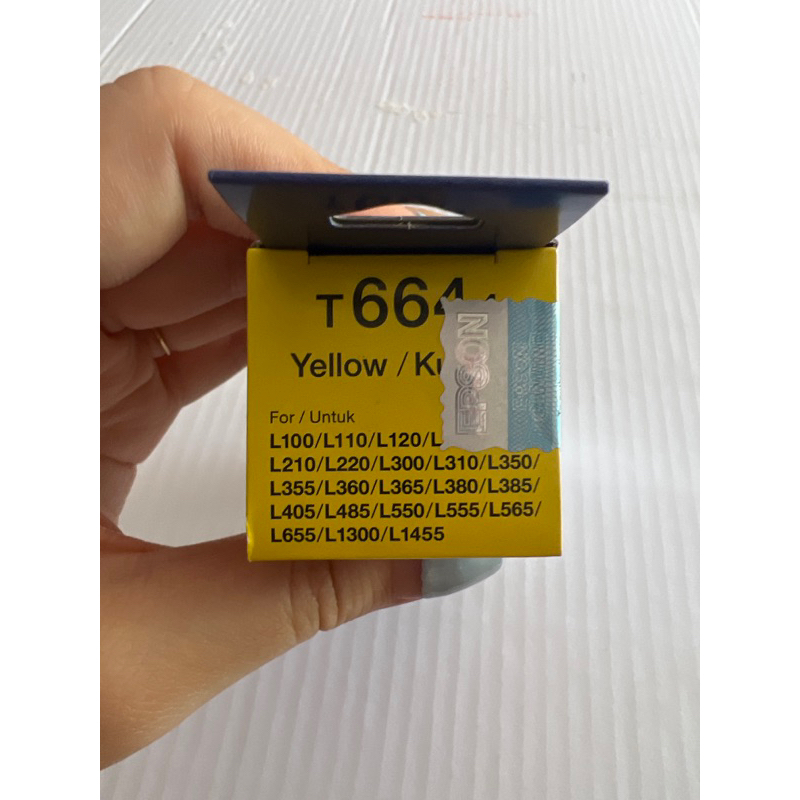 T664
Yellow /
For / Untuk
L100/L110/L120/
L210/L220/L300/L310/L350/
L355/L360/L365/L380/L385/
L405/L485/L550/L555/L565/
L655/L1300/L1455
EPSON
EPSON